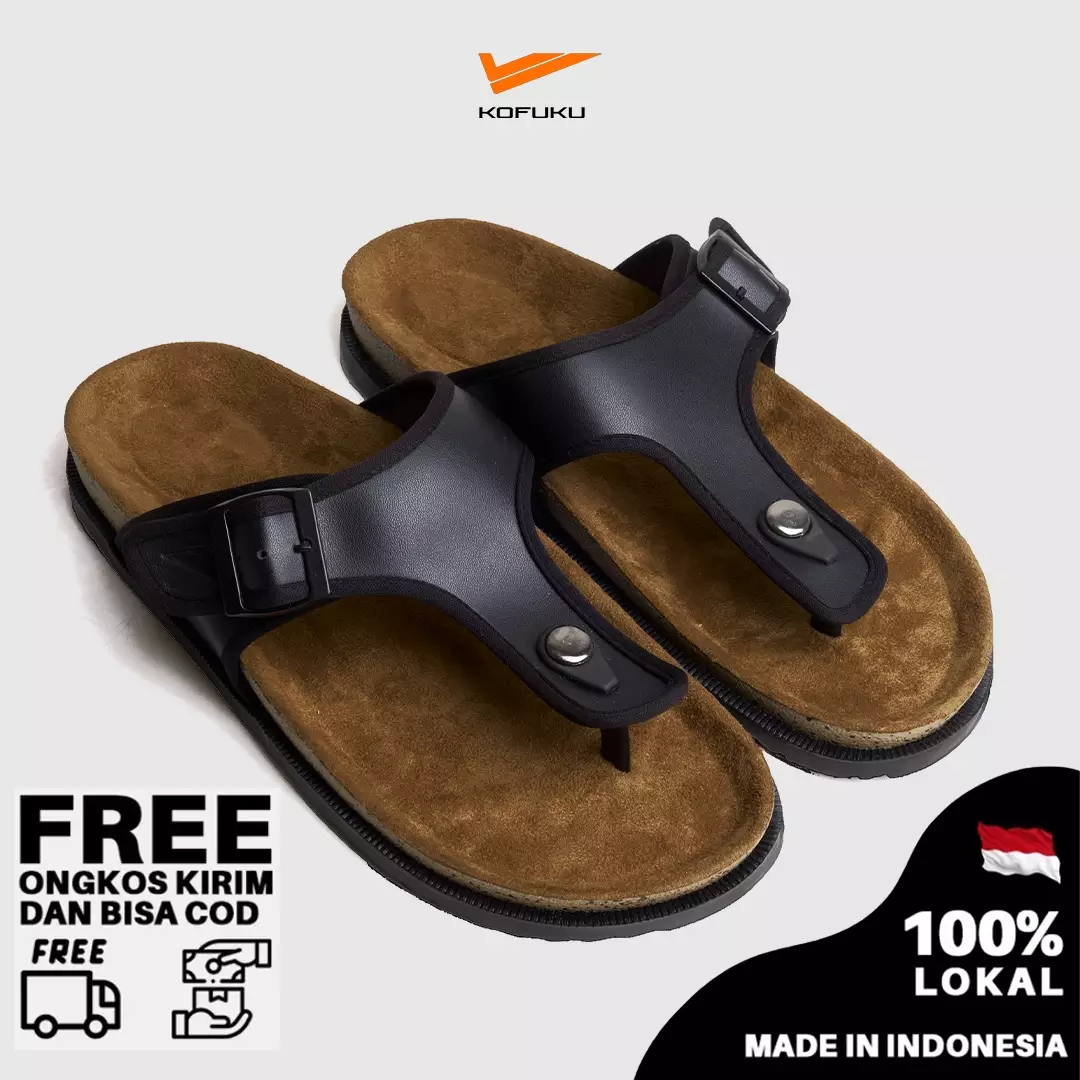 KOFUKU
FREE
ONGKOS KIRIM
DAN BISA COD
FREE
100%
LOKAL
MADE IN INDONESIA